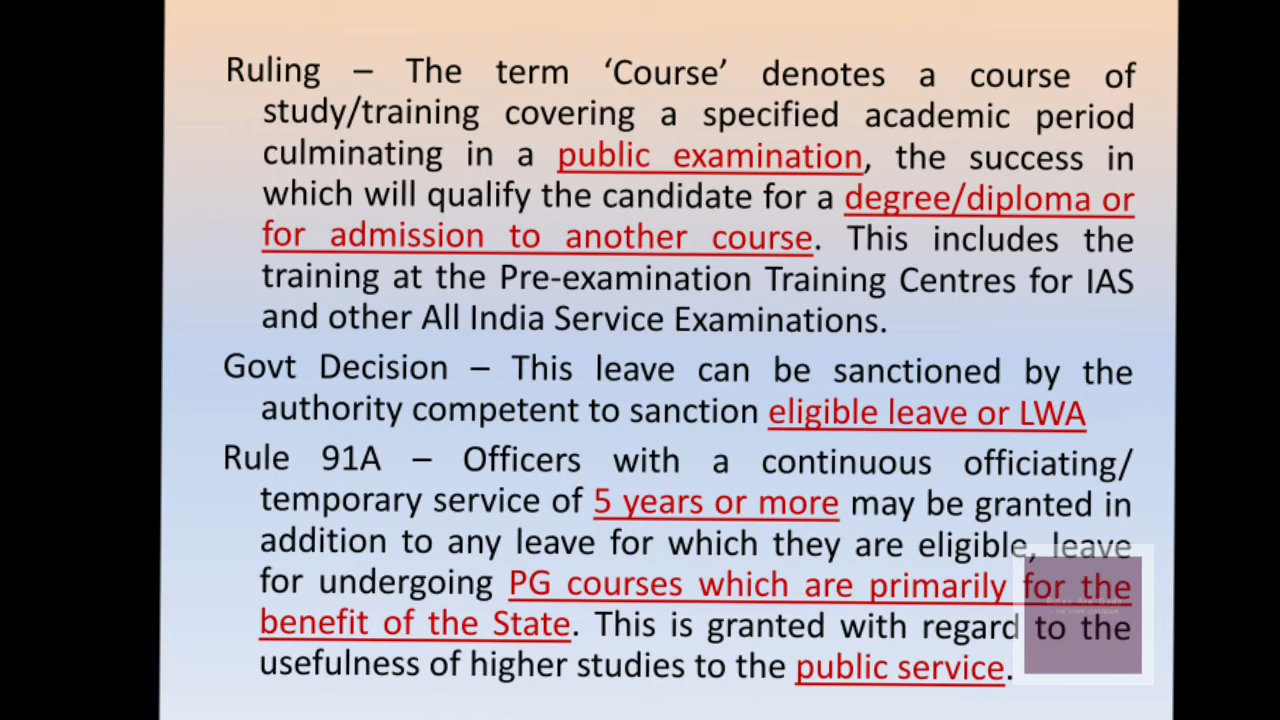 Ruling – The term ‘Course’ denotes a course of
study/training covering a specified academic period
culminating in a public examination, the success in
which will qualify the candidate for a degree/diploma or
for admission to another course. This includes the
training at the Pre-examination Training Centres for IAS
and other All India Service Examinations.
Govt Decision – This leave can be sanctioned by the
authority competent to sanction eligible leave or LWA
Rule 91A – Officers with a continuous officiating/
temporary service of 5 years or more may be granted in
addition to any leave for which they are eligible, leave
for undergoing PG courses which are primarily for the
benefit of the State. This is granted with regard to the
usefulness of higher studies to the public service.